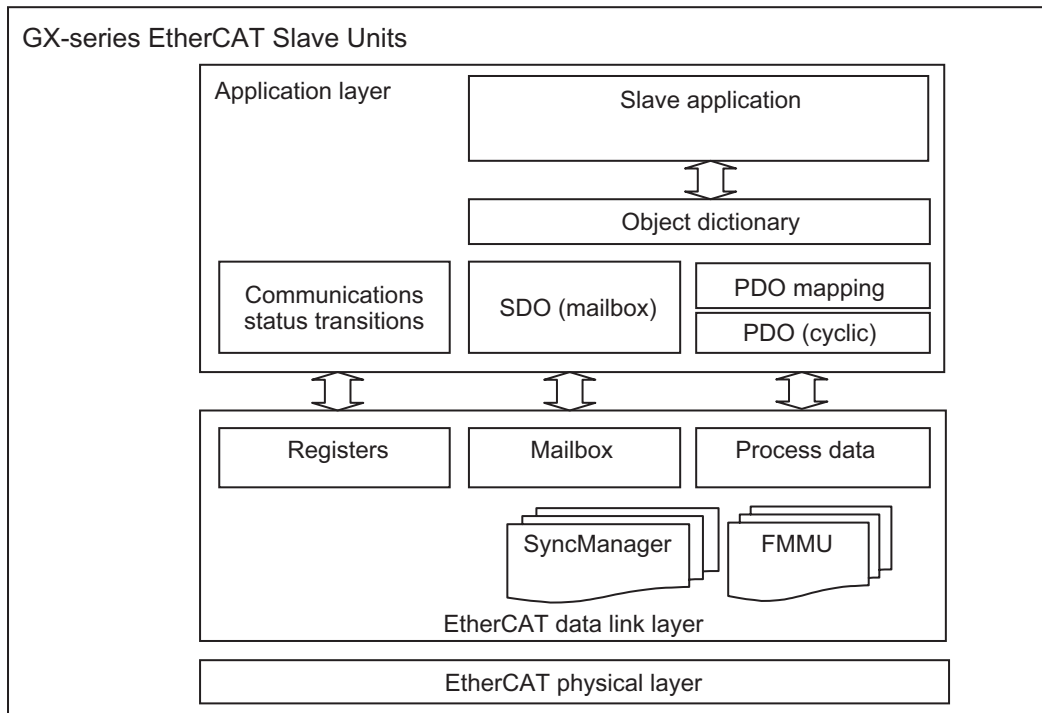 GX-series EtherCAT Slave Units
Application layer
Slave application
Object dictionary
Communications
status transitions
SDO (mailbox)
PDO mapping
PDO (cyclic)
Registers
Mailbox
Process data
SyncManager
FMMU
EtherCAT data link layer
EtherCAT physical layer